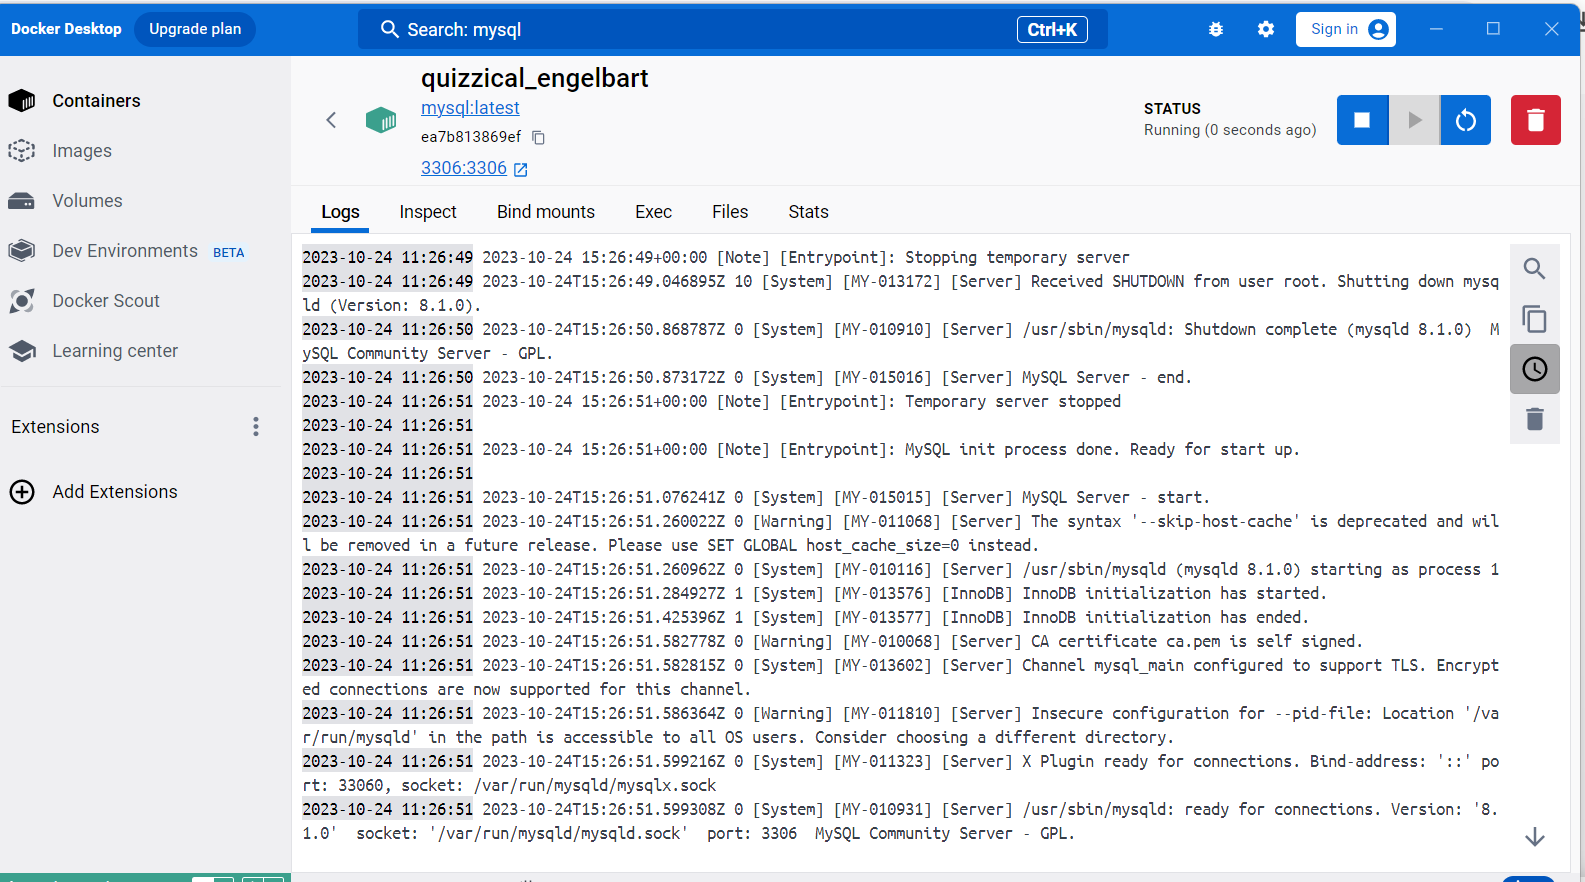 Docker Desktop Upgrade plan Search: mysql Ctrl+K Sign in
Containers
Images
Volumes
Dev Environments BETA
Docker Scout
Learning center
Extensions
Add Extensions
quizzical_engelbart
mysql:latest
ea7b813869ef
3306:3306
STATUS
Running (0 seconds ago)
Logs Inspect Bind mounts Exec Files Stats
2023-10-24 11:26:49 2023-10-24 15:26:49+00:00 [Note] [Entrypoint]: Stopping temporary server
2023-10-24 11:26:49 2023-10-24T15:26:49.046895Z 10 [System] [MY-013172] [Server] Received SHUTDOWN from user root. Shutting down mysq
ld (Version: 8.1.0).
2023-10-24 11:26:50 2023-10-24T15:26:50.868787Z 0 [System] [MY-010910] [Server] /usr/sbin/mysqld: Shutdown complete (mysqld 8.1.0)  M
ySQL Community Server - GPL.
2023-10-24 11:26:50 2023-10-24T15:26:50.873172Z 0 [System] [MY-015016] [Server] MySQL Server - end.
2023-10-24 11:26:51 2023-10-24 15:26:51+00:00 [Note] [Entrypoint]: Temporary server stopped
2023-10-24 11:26:51
2023-10-24 11:26:51 2023-10-24 15:26:51+00:00 [Note] [Entrypoint]: MySQL init process done. Ready for start up.
2023-10-24 11:26:51
2023-10-24 11:26:51 2023-10-24T15:26:51.076241Z 0 [System] [MY-015015] [Server] MySQL Server - start.
2023-10-24 11:26:51 2023-10-24T15:26:51.260022Z 0 [Warning] [MY-011068] [Server] The syntax '--skip-host-cache' is deprecated and wil
l be removed in a future release. Please use SET GLOBAL host_cache_size=0 instead.
2023-10-24 11:26:51 2023-10-24T15:26:51.260962Z 0 [System] [MY-010116] [Server] /usr/sbin/mysqld (mysqld 8.1.0) starting as process 1
2023-10-24 11:26:51 2023-10-24T15:26:51.284927Z 1 [System] [MY-013576] [InnoDB] InnoDB initialization has started.
2023-10-24 11:26:51 2023-10-24T15:26:51.425396Z 1 [System] [MY-013577] [InnoDB] InnoDB initialization has ended.
2023-10-24 11:26:51 2023-10-24T15:26:51.582778Z 0 [Warning] [MY-010068] [Server] CA certificate ca.pem is self signed.
2023-10-24 11:26:51 2023-10-24T15:26:51.582815Z 0 [System] [MY-013602] [Server] Channel mysql_main configured to support TLS. Encrypt
ed connections are now supported for this channel.
2023-10-24 11:26:51 2023-10-24T15:26:51.586364Z 0 [Warning] [MY-011810] [Server] Insecure configuration for --pid-file: Location '/va
r/run/mysqld' in the path is accessible to all OS users. Consider choosing a different directory.
2023-10-24 11:26:51 2023-10-24T15:26:51.599216Z 0 [System] [MY-011323] [Server] X Plugin ready for connections. Bind-address: '::' po
rt: 33060, socket: /var/run/mysqld/mysqlx.sock
2023-10-24 11:26:51 2023-10-24T15:26:51.599308Z 0 [System] [MY-010931] [Server] /usr/sbin/mysqld: ready for connections. Version: '8.
1.0'  socket: '/var/run/mysqld/mysqld.sock'  port: 3306  MySQL Community Server - GPL.